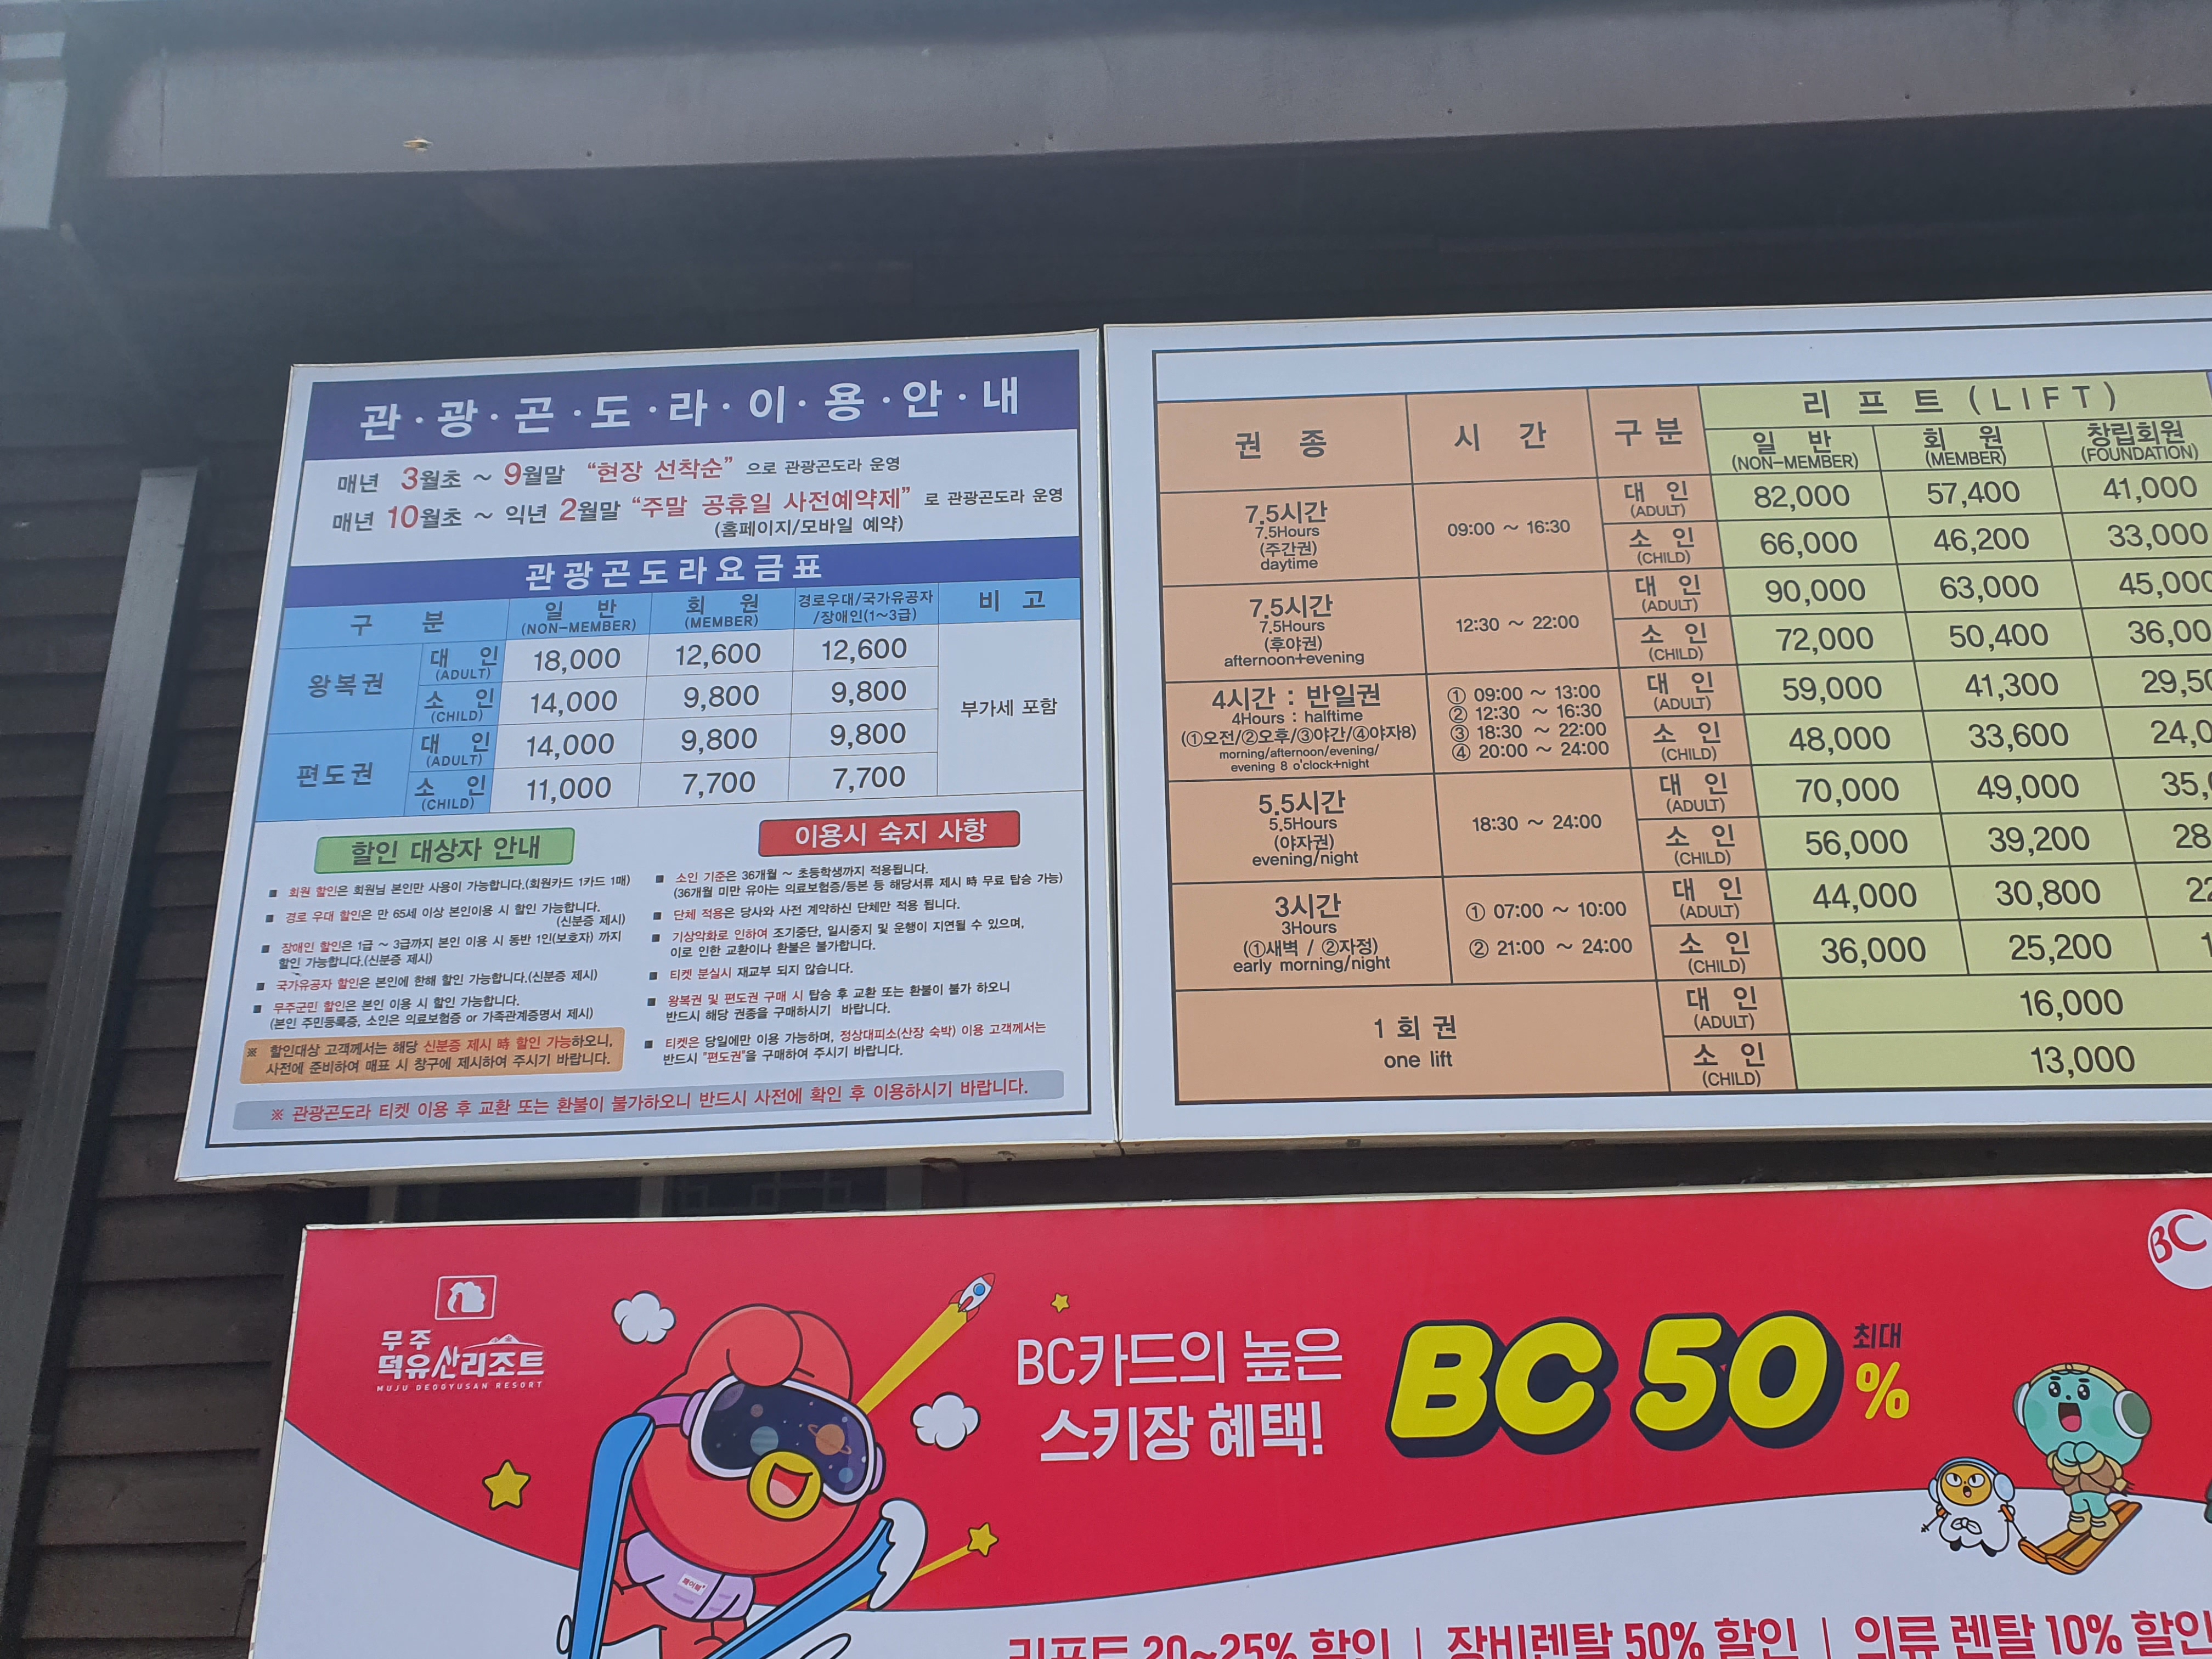 관·광·곤·도·라·이·용·안·내
매년 3월초 ~ 9월말 “현장 선착순” 으로 관광곤도라 운영
매년 10월초 ~ 익년 2월말 “주말 공휴일 사전예약제” 로 관광곤도라 운영
(홈페이지/모바일 예약)
관광곤도라요금표
구 분 일 반 (NON-MEMBER) 회 원 (MEMBER) 경로우대/국가유공자/장애인(1~3급) 비 고
왕복권 대 인 (ADULT) 18,000 12,600 12,600
소 인 (CHILD) 14,000 9,800 9,800
부가세 포함
편도권 대 인 (ADULT) 14,000 9,800 9,800
소 인 (CHILD) 11,000 7,700 7,700
할인 대상자 안내
■ 회원 할인은 회원님 본인만 사용이 가능합니다.(회원카드 1카드 1매)
■ 경로 우대 할인은 만 65세 이상 본인이용 시 할인 가능합니다.
(신분증 제시)
■ 장애인 할인은 1급 ~ 3급까지 본인 이용 시 동반 1인(보호자) 까지
할인 가능합니다.(신분증 제시)
■ 국가유공자 할인은 본인에 한해 할인 가능합니다.(신분증 제시)
■ 무주군민 할인은 본인 이용 시 할인 가능합니다.
(본인 주민등록증, 소인은 의료보험증 or 가족관계증명서 제시)
※ 할인대상 고객께서는 해당 신분증 제시 時 할인 가능하오니,
사전에 준비하여 매표 시 창구에 제시하여 주시기 바랍니다.
이용시 숙지 사항
■ 소인 기준은 36개월 ~ 초등학생까지 적용됩니다.
(36개월 미만 유아는 의료보험증/등본 등 해당서류 제시 時 무료 탑승 가능)
■ 단체 적용은 당사와 사전 계약하신 단체만 적용 됩니다.
■ 기상악화로 인하여 조기중단, 일시중지 및 운행이 지연될 수 있으며,
이로 인한 교환이나 환불은 불가합니다.
■ 티켓 분실시 재교부 되지 않습니다.
■ 왕복권 및 편도권 구매 시 탑승 후 교환 또는 환불이 불가 하오니
반드시 해당 권종을 구매하시기 바랍니다.
■ 티켓은 당일에만 이용 가능하며, 정상대피소(산장 숙박) 이용 고객께서는
반드시 “편도권”을 구매하여 주시기 바랍니다.
※ 관광곤도라 티켓 이용 후 교환 또는 환불이 불가하오니 반드시 사전에 확인 후 이용하시기 바랍니다.
권 종 시 간 구 분 리 프 트 (LIFT)
일 반 (NON-MEMBER) 회 원 (MEMBER) 창립회원 (FOUNDATION)
7.5시간
7.5Hours
(주간권)
daytime
09:00 ~ 16:30
대 인 (ADULT) 82,000 57,400 41,000
소 인 (CHILD) 66,000 46,200 33,000
7.5시간
7.5Hours
(후야권)
afternoon+evening
12:30 ~ 22:00
대 인 (ADULT) 90,000 63,000 45,000
소 인 (CHILD) 72,000 50,400 36,00
4시간 : 반일권
4Hours : halftime
(①오전/②오후/③야간/④야자8)
morning/afternoon/evening/
evening 8 o'clock+night
① 09:00 ~ 13:00
② 12:30 ~ 16:30
③ 18:30 ~ 22:00
④ 20:00 ~ 24:00
대 인 (ADULT) 59,000 41,300 29,50
소 인 (CHILD) 48,000 33,600 24,0
5.5시간
5.5Hours
(야자권)
evening/night
18:30 ~ 24:00
대 인 (ADULT) 70,000 49,000 35,
소 인 (CHILD) 56,000 39,200 28
3시간
3Hours
(①새벽 / ②자정)
early morning/night
① 07:00 ~ 10:00
② 21:00 ~ 24:00
대 인 (ADULT) 44,000 30,800 22
소 인 (CHILD) 36,000 25,200 1
1 회 권
one lift
대 인 (ADULT) 16,000
소 인 (CHILD) 13,000
BC
무주
덕유산리조트
MUJU DEOGYUSAN RESORT
BC카드의 높은
스키장 혜택!
BC 50 최대 %
페이북
리프트 20~25% 할인 | 장비렌탈 50% 할인 | 의류 렌탈 10% 할인